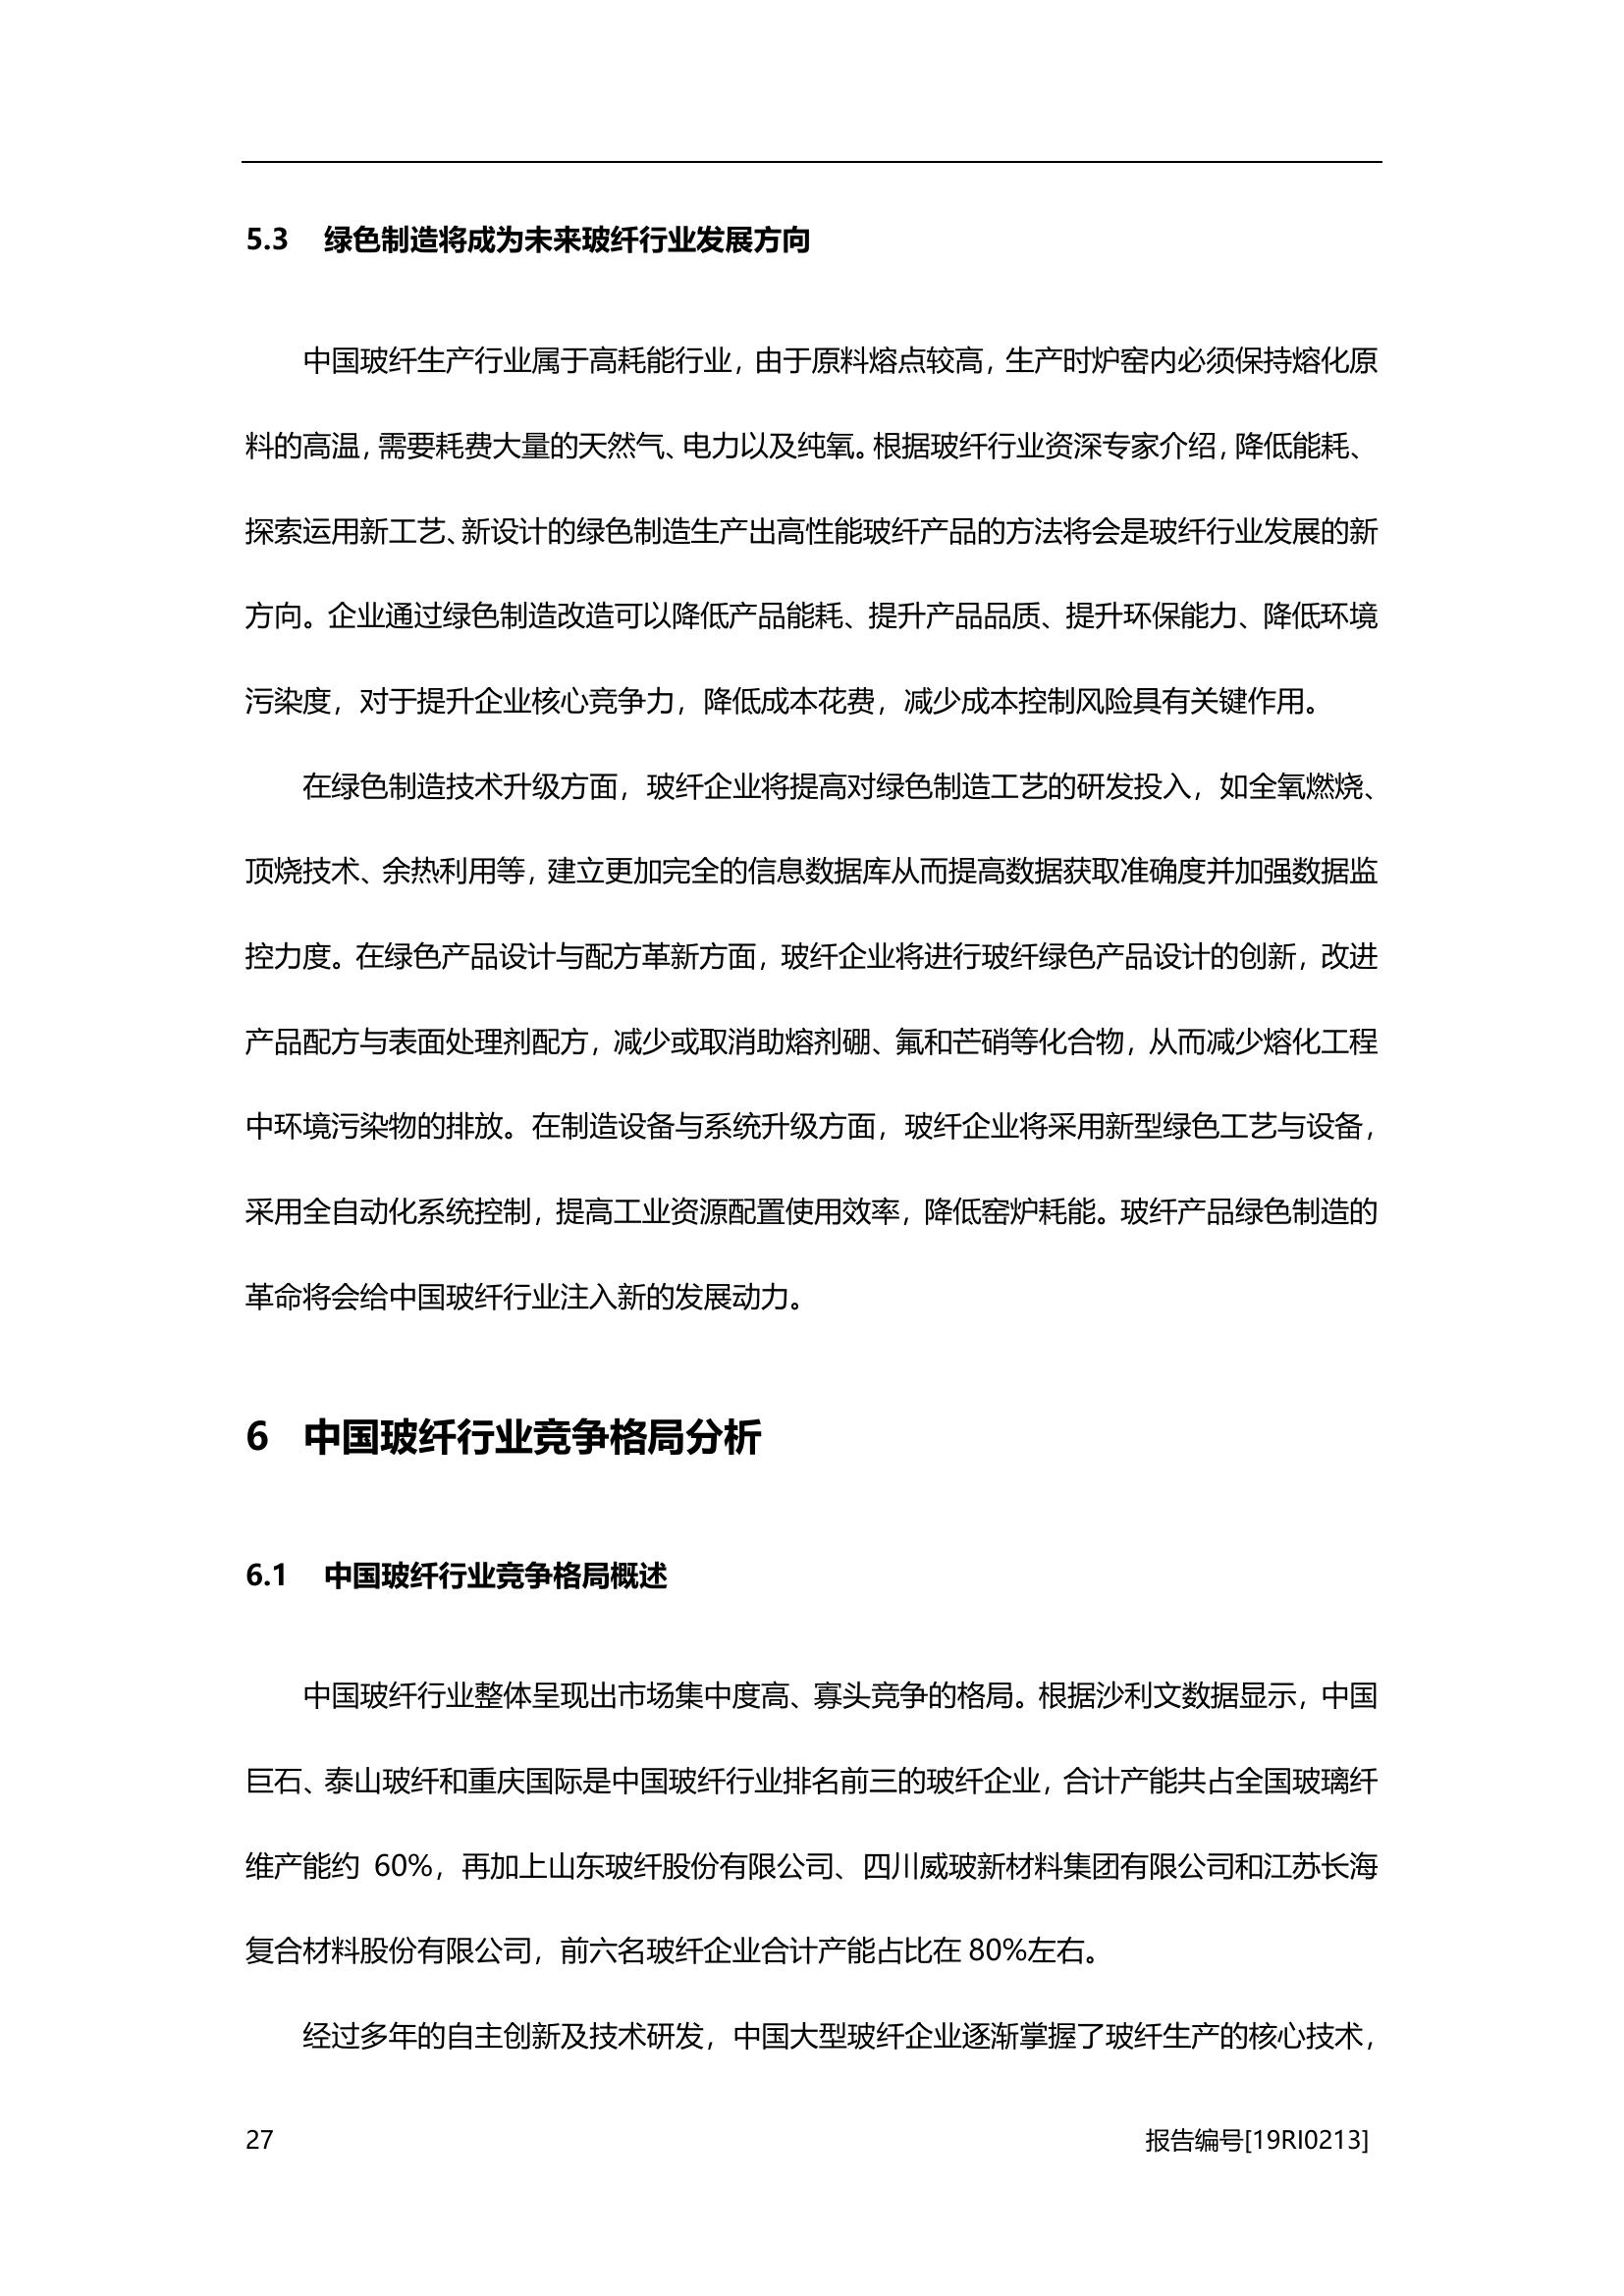 5.3 绿色制造将成为未来玻纤行业发展方向
中国玻纤生产行业属于高耗能行业，由于原料熔点较高，生产时炉窑内必须保持熔化原
料的高温，需要耗费大量的天然气、电力以及纯氧。根据玻纤行业资深专家介绍，降低能耗、
探索运用新工艺、新设计的绿色制造生产出高性能玻纤产品的方法将会是玻纤行业发展的新
方向。企业通过绿色制造改造可以降低产品能耗、提升产品品质、提升环保能力、降低环境
污染度，对于提升企业核心竞争力，降低成本花费，减少成本控制风险具有关键作用。
在绿色制造技术升级方面，玻纤企业将提高对绿色制造工艺的研发投入，如全氧燃烧、
顶烧技术、余热利用等，建立更加完全的信息数据库从而提高数据获取准确度并加强数据监
控力度。在绿色产品设计与配方革新方面，玻纤企业将进行玻纤绿色产品设计的创新，改进
产品配方与表面处理剂配方，减少或取消助熔剂硼、氟和芒硝等化合物，从而减少熔化工程
中环境污染物的排放。在制造设备与系统升级方面，玻纤企业将采用新型绿色工艺与设备，
采用全自动化系统控制，提高工业资源配置使用效率，降低窑炉耗能。玻纤产品绿色制造的
革命将会给中国玻纤行业注入新的发展动力。
6 中国玻纤行业竞争格局分析
6.1 中国玻纤行业竞争格局概述
中国玻纤行业整体呈现出市场集中度高、寡头竞争的格局。根据沙利文数据显示，中国
巨石、泰山玻纤和重庆国际是中国玻纤行业排名前三的玻纤企业，合计产能共占全国玻璃纤
维产能约 60%，再加上山东玻纤股份有限公司、四川威玻新材料集团有限公司和江苏长海
复合材料股份有限公司，前六名玻纤企业合计产能占比在 80%左右。
经过多年的自主创新及技术研发，中国大型玻纤企业逐渐掌握了玻纤生产的核心技术，
27 报告编号[19RI0213]